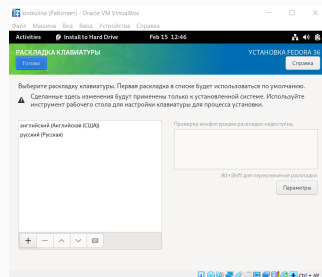 xinikulna [Работает] - Oracle VM VirtualBox
Файл Машина Вид Ввод Устройства Справка
Activities Install to Hard Drive Feb 15 12:46
РАСКЛАДКА КЛАВИАТУРЫ
УСТАНОВКА FEDORA 36
Готово
Справка
Выберите раскладку клавиатуры. Первая раскладка в списке будет использоваться по умолчанию.
Сделанные здесь изменения будут применены только к установленной системе. Используйте
инструмент рабочего стола для настройки клавиатуры для процесса установки.
английский (Английская (США))
русский (Русская)
Проверка конфигурации раскладки недоступна.
Alt+Shift для переключения раскладки.
Параметры
Ctrl + Alt